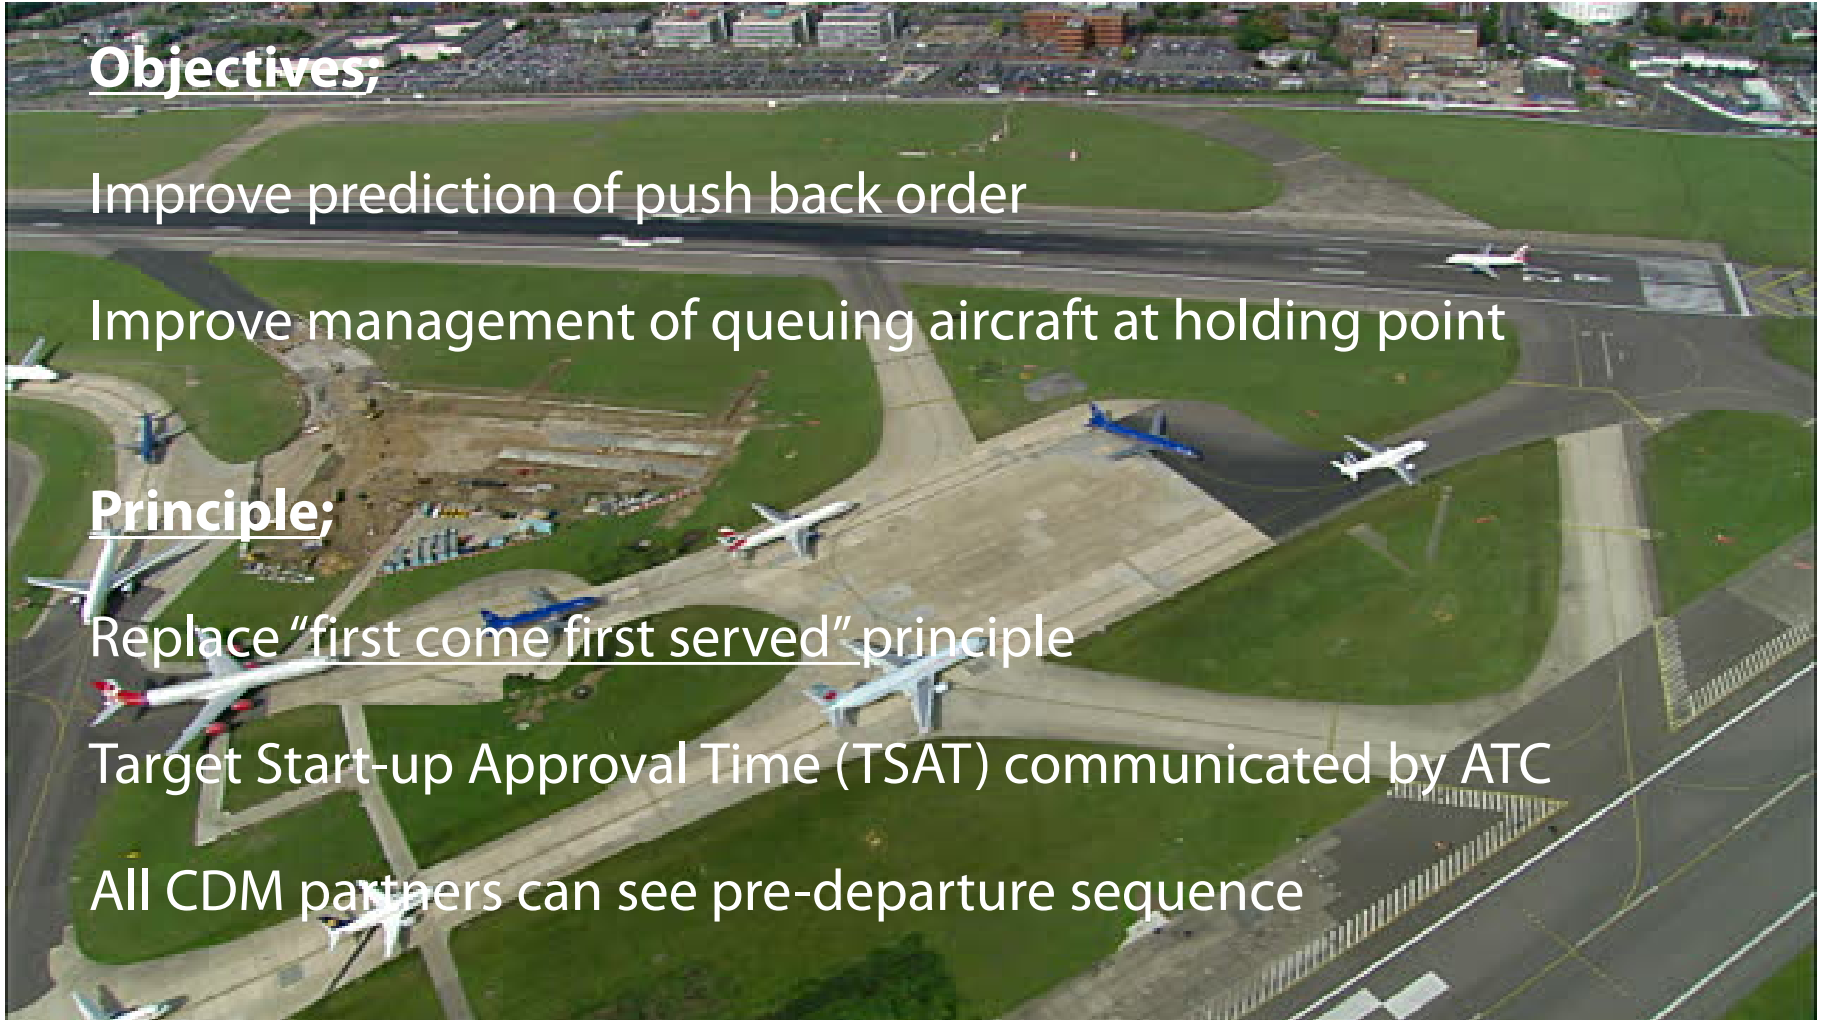 Objectives;
Improve prediction of push back order
Improve management of queuing aircraft at holding point
Principle;
Replace “first come first served” principle
Target Start-up Approval Time (TSAT) communicated by ATC
All CDM partners can see pre-departure sequence